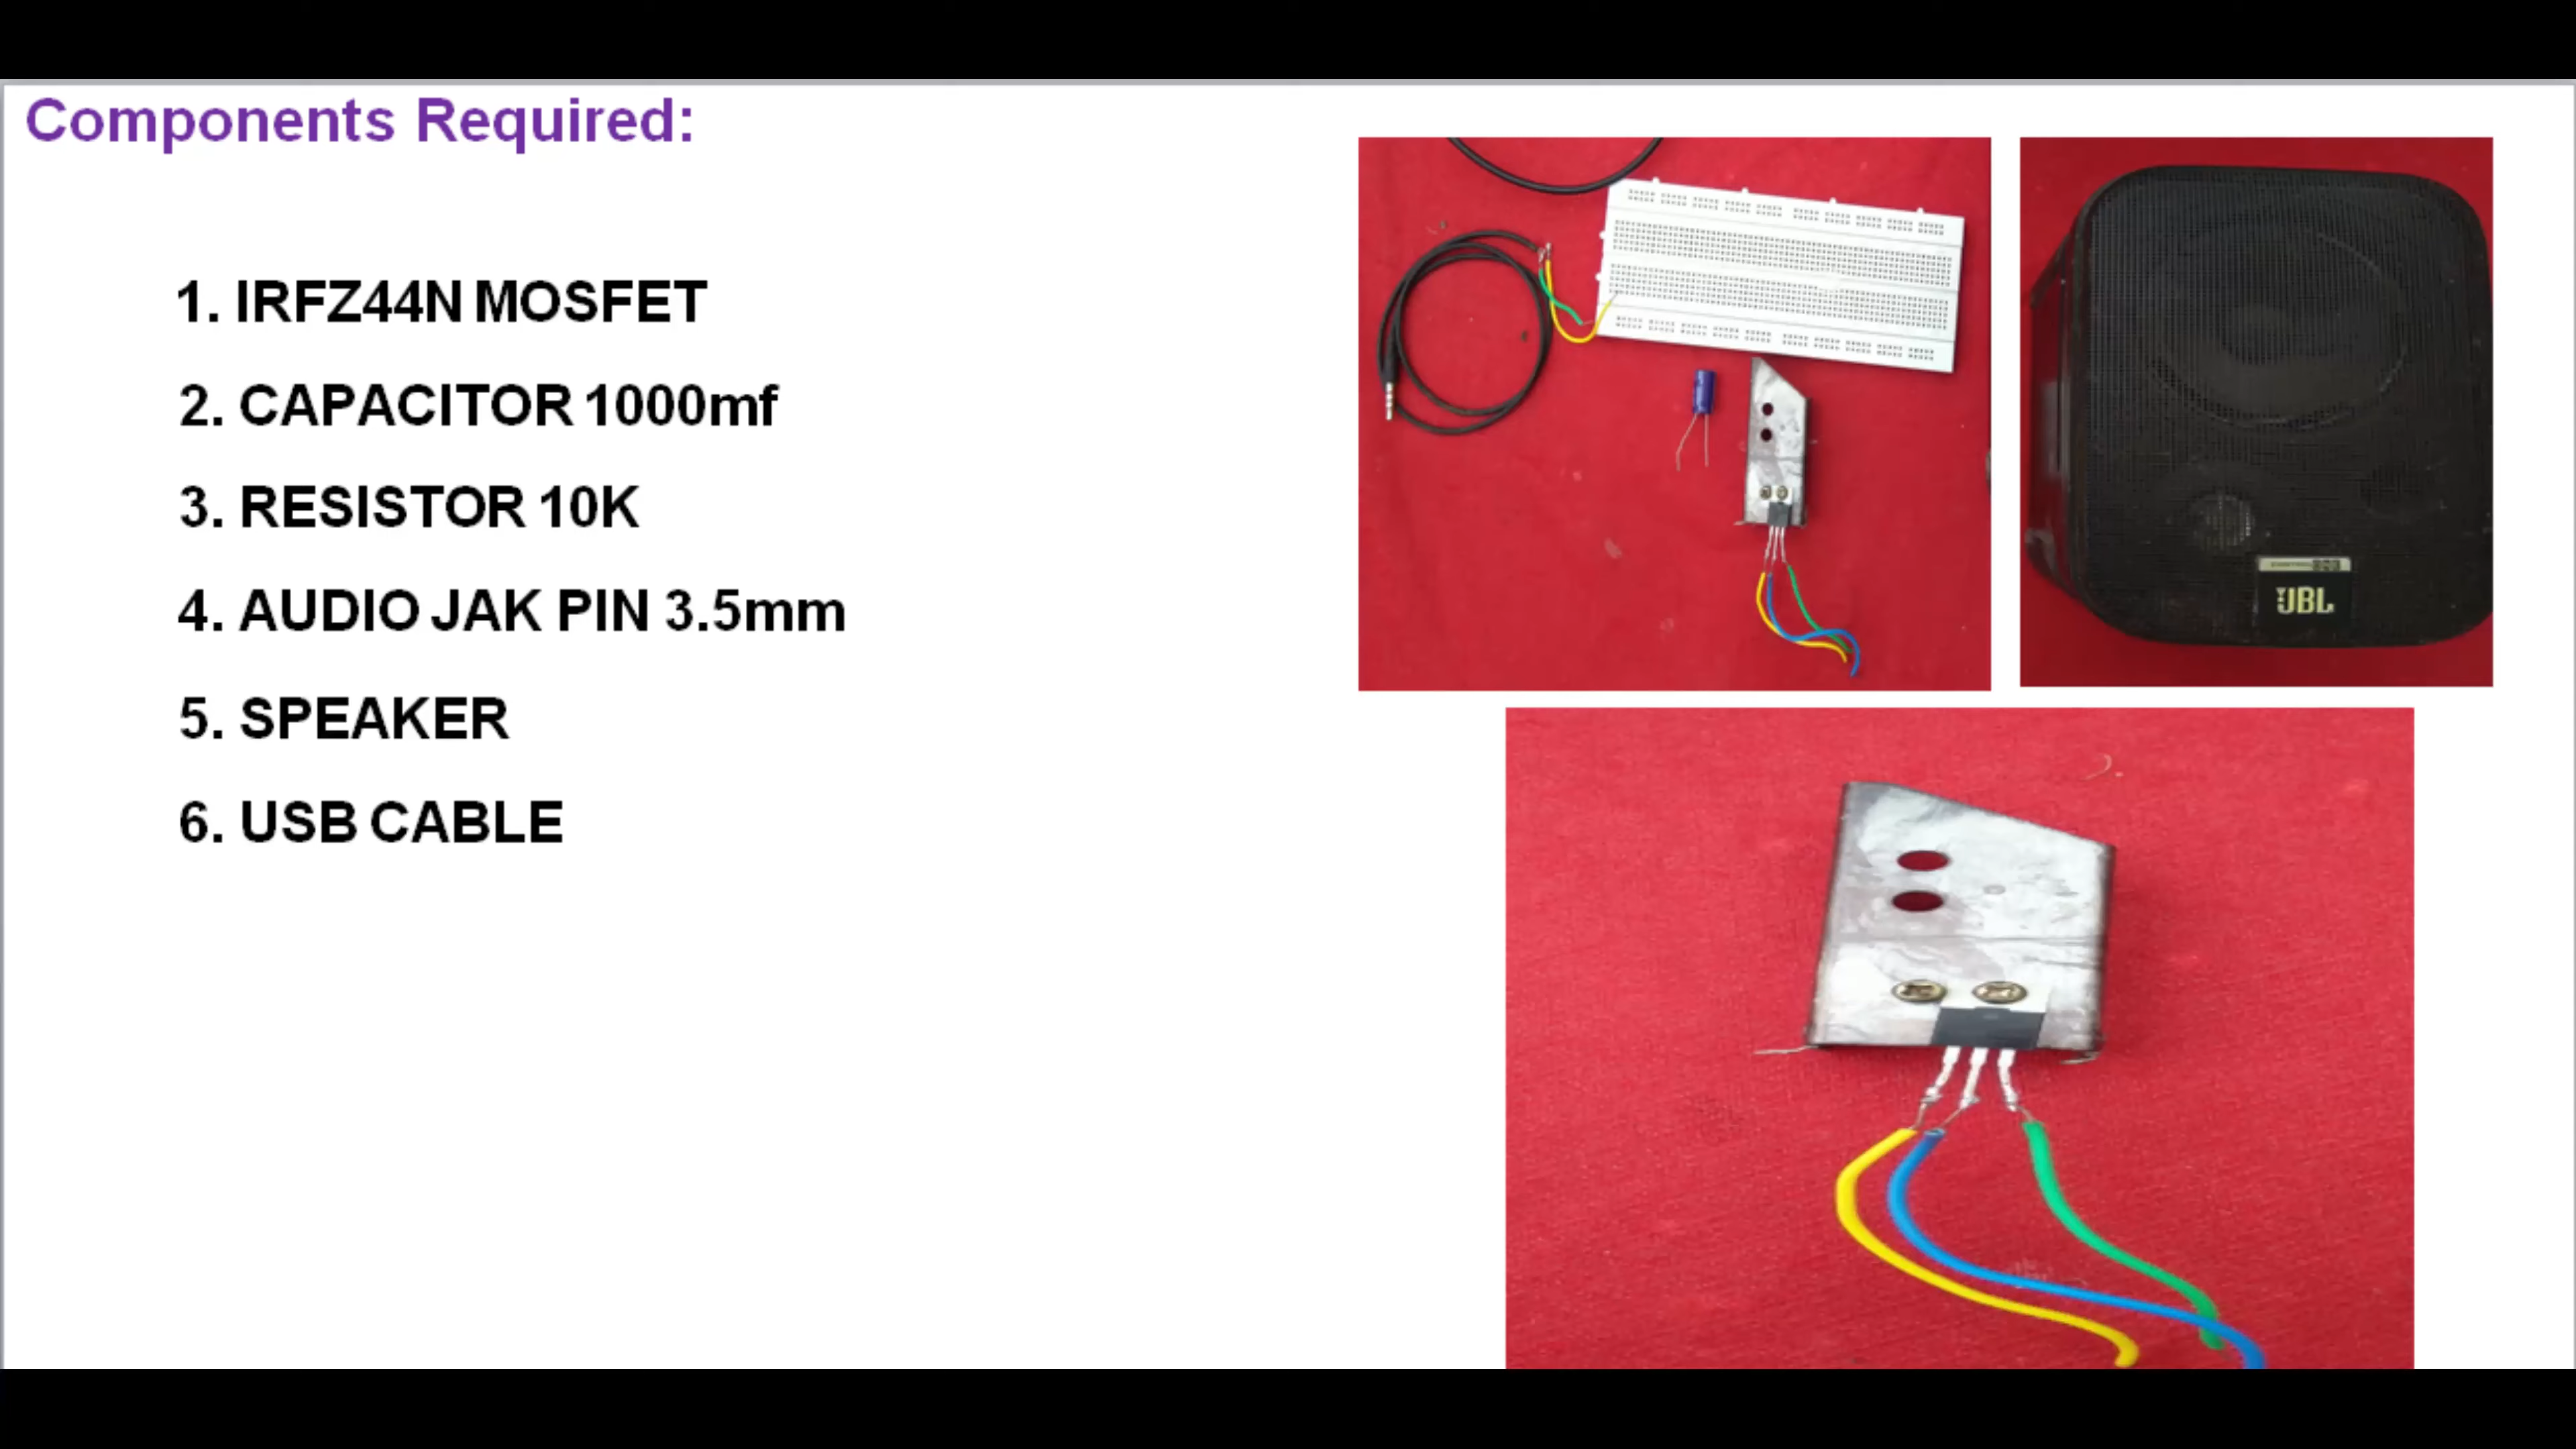 Components Required:
1. IRFZ44N MOSFET
2. CAPACITOR 1000mf
3. RESISTOR 10K
4. AUDIO JAK PIN 3.5mm
5. SPEAKER
6. USB CABLE
JBL